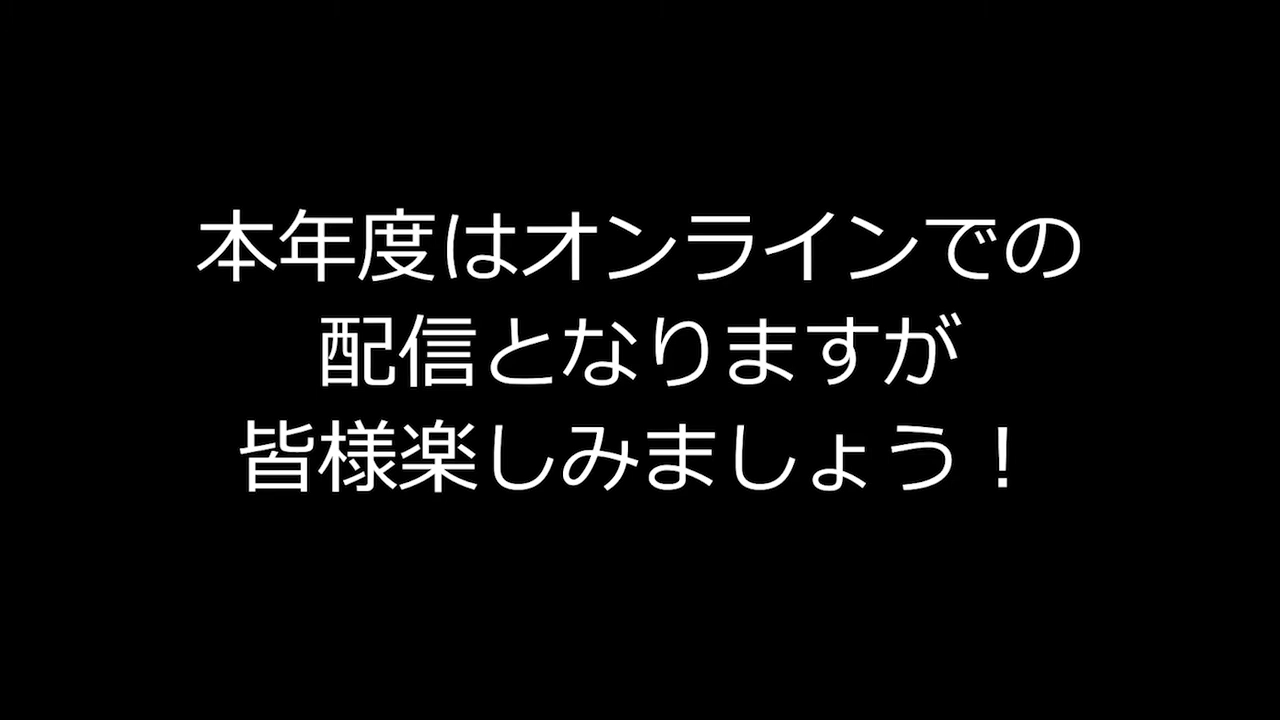 本年度はオンラインでの
配信となりますが
皆様楽しみましょう！